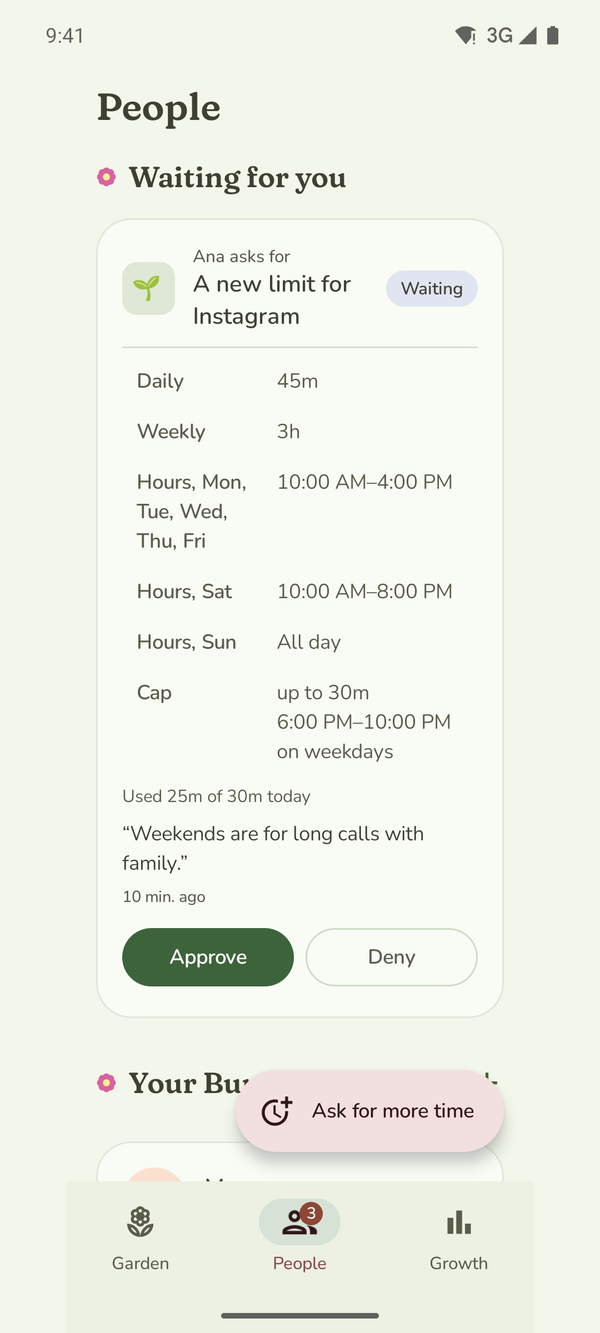 9:41
3G
People
Waiting for you
Ana asks for
A new limit for
Instagram
Waiting
Daily
45m
Weekly
3h
Hours, Mon,
Tue, Wed,
Thu, Fri
10:00 AM–4:00 PM
Hours, Sat
10:00 AM–8:00 PM
Hours, Sun
All day
Cap
up to 30m
6:00 PM–10:00 PM
on weekdays
Used 25m of 30m today
“Weekends are for long calls with
family.”
10 min. ago
Approve
Deny
Your
Ask for more time
3
Garden
People
Growth